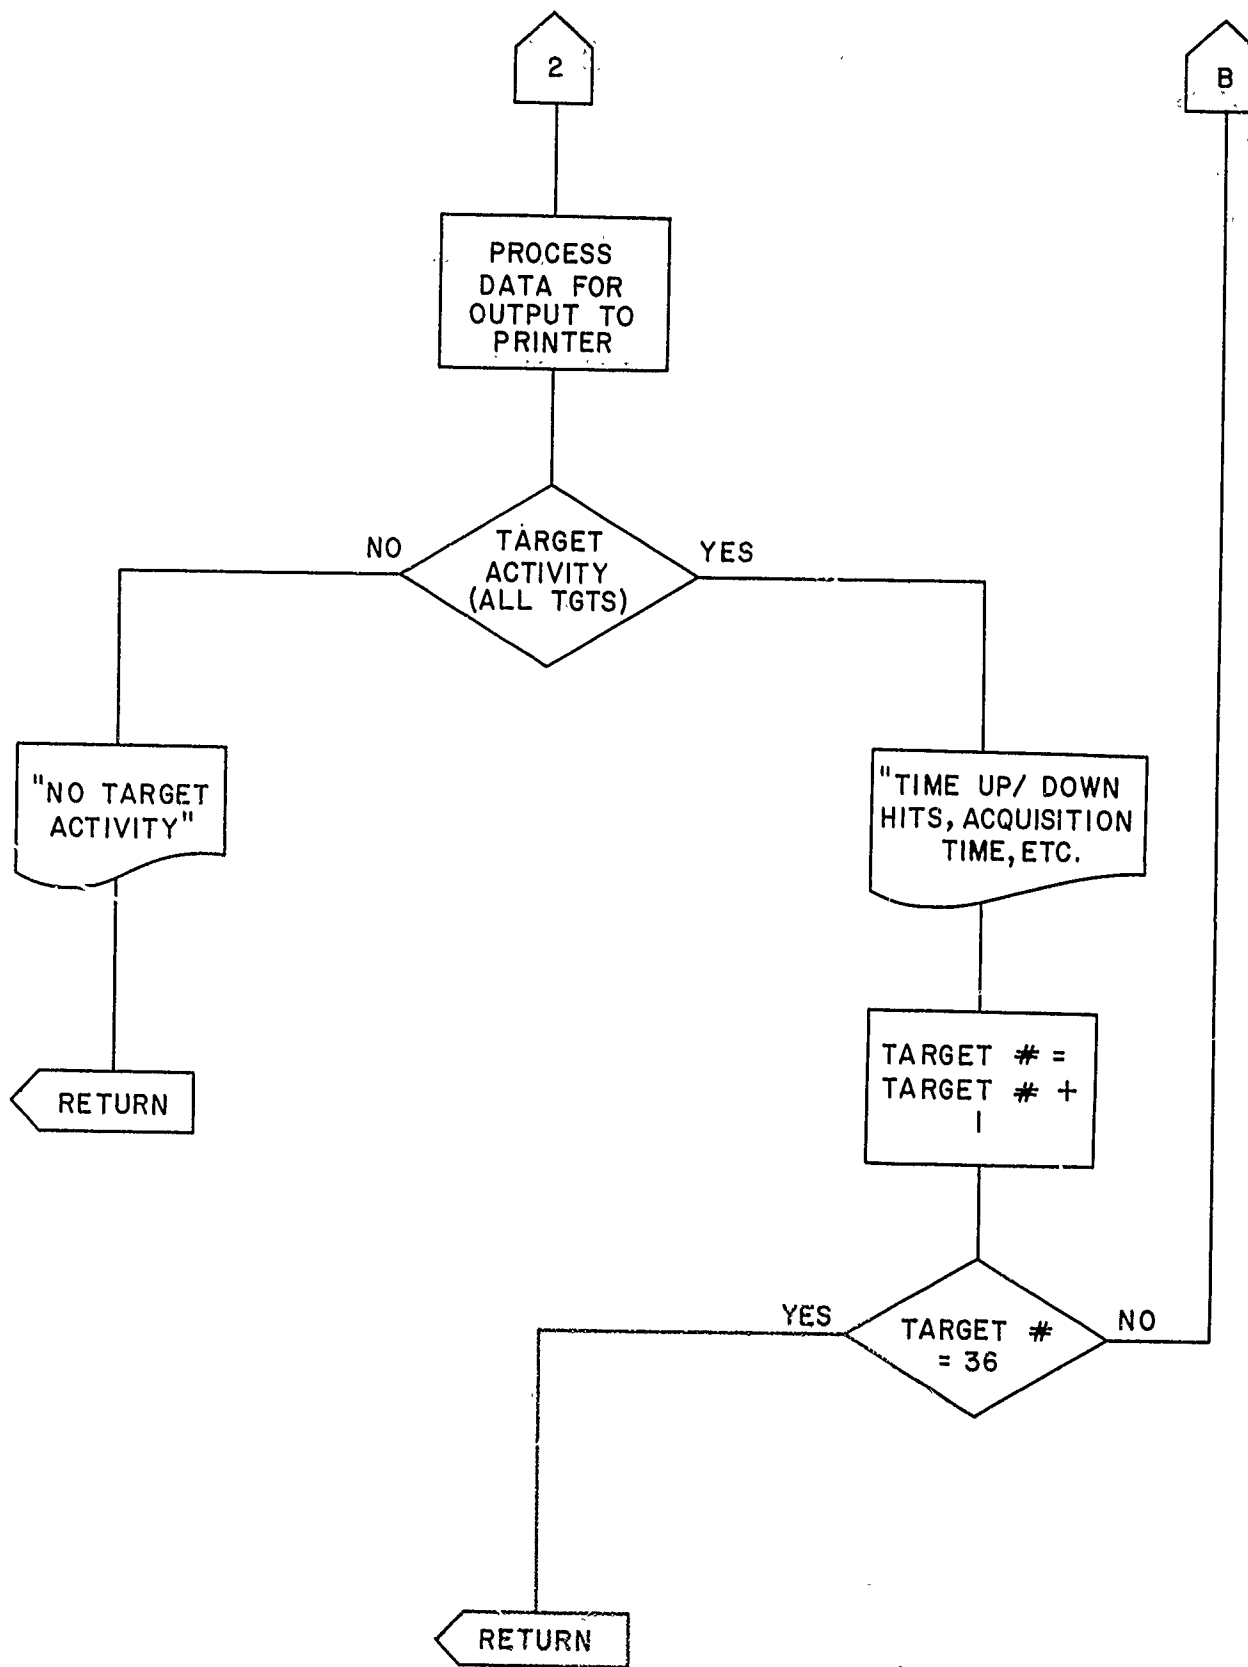 2
B
PROCESS
DATA FOR
OUTPUT TO
PRINTER
NO
TARGET
ACTIVITY
(ALL TGTS)
YES
"NO TARGET
ACTIVITY"
"TIME UP/ DOWN
HITS, ACQUISITION
TIME, ETC.
RETURN
TARGET # =
TARGET # +
1
YES
TARGET #
= 36
NO
RETURN